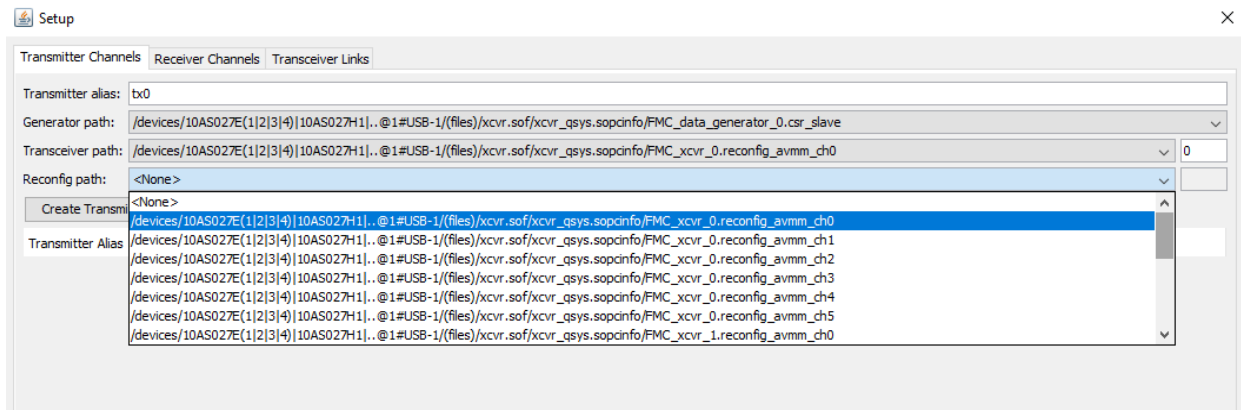 Setup
Transmitter Channels Receiver Channels Transceiver Links
Transmitter alias: tx0
Generator path: /devices/10AS027E(1|2|3|4)|10AS027H1|..@1#USB-1/(files)/xcvr.sof/xcvr_qsys.sopcinfo/FMC_data_generator_0.csr_slave
Transceiver path: /devices/10AS027E(1|2|3|4)|10AS027H1|..@1#USB-1/(files)/xcvr.sof/xcvr_qsys.sopcinfo/FMC_xcvr_0.reconfig_avmm_ch0 0
Reconfig path: <None>
Create Transmi <None>
/devices/10AS027E(1|2|3|4)|10AS027H1|..@1#USB-1/(files)/xcvr.sof/xcvr_qsys.sopcinfo/FMC_xcvr_0.reconfig_avmm_ch0
Transmitter Alias /devices/10AS027E(1|2|3|4)|10AS027H1|..@1#USB-1/(files)/xcvr.sof/xcvr_qsys.sopcinfo/FMC_xcvr_0.reconfig_avmm_ch1
/devices/10AS027E(1|2|3|4)|10AS027H1|..@1#USB-1/(files)/xcvr.sof/xcvr_qsys.sopcinfo/FMC_xcvr_0.reconfig_avmm_ch2
/devices/10AS027E(1|2|3|4)|10AS027H1|..@1#USB-1/(files)/xcvr.sof/xcvr_qsys.sopcinfo/FMC_xcvr_0.reconfig_avmm_ch3
/devices/10AS027E(1|2|3|4)|10AS027H1|..@1#USB-1/(files)/xcvr.sof/xcvr_qsys.sopcinfo/FMC_xcvr_0.reconfig_avmm_ch4
/devices/10AS027E(1|2|3|4)|10AS027H1|..@1#USB-1/(files)/xcvr.sof/xcvr_qsys.sopcinfo/FMC_xcvr_0.reconfig_avmm_ch5
/devices/10AS027E(1|2|3|4)|10AS027H1|..@1#USB-1/(files)/xcvr.sof/xcvr_qsys.sopcinfo/FMC_xcvr_1.reconfig_avmm_ch0